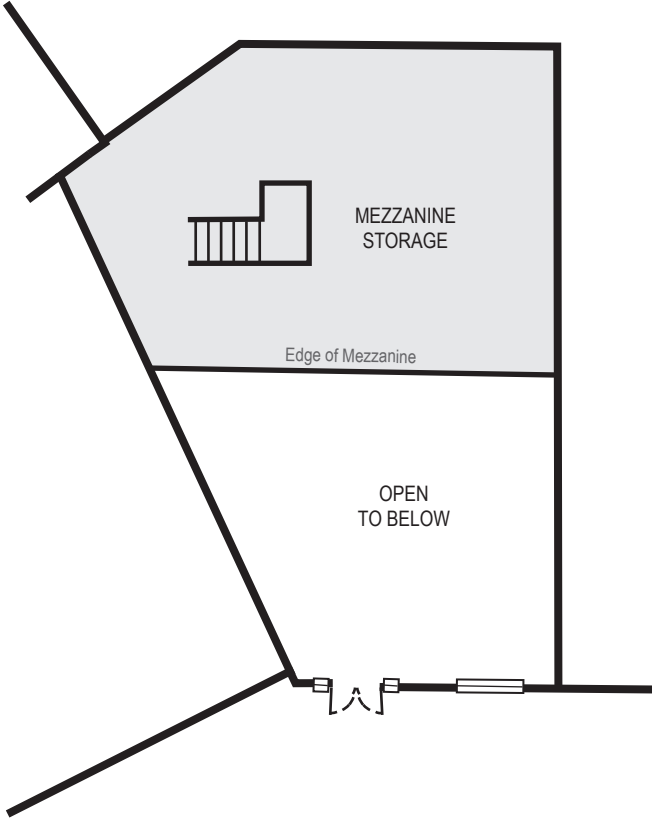 MEZZANINE
STORAGE
Edge of Mezzanine
OPEN
TO BELOW